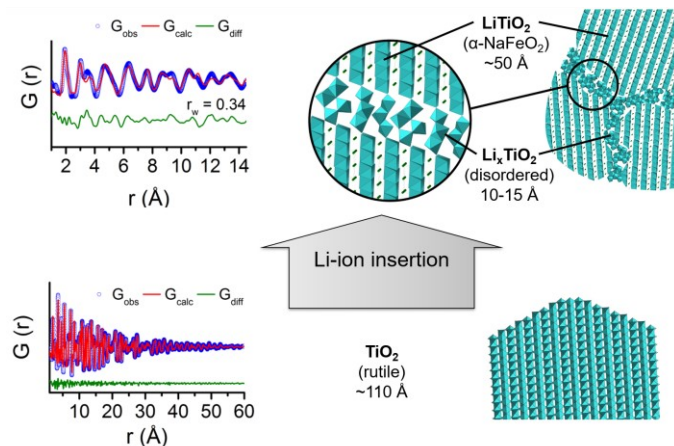 G_obs G_calc G_diff
G (r)
r_w = 0.34
2 4 6 8 10 12 14
r (Å)
LiTiO₂
(α-NaFeO₂)
~50 Å
Li_xTiO₂
(disordered)
10-15 Å
Li-ion insertion
G_obs G_calc G_diff
G (r)
10 20 30 40 50 60
r (Å)
TiO₂
(rutile)
~110 Å